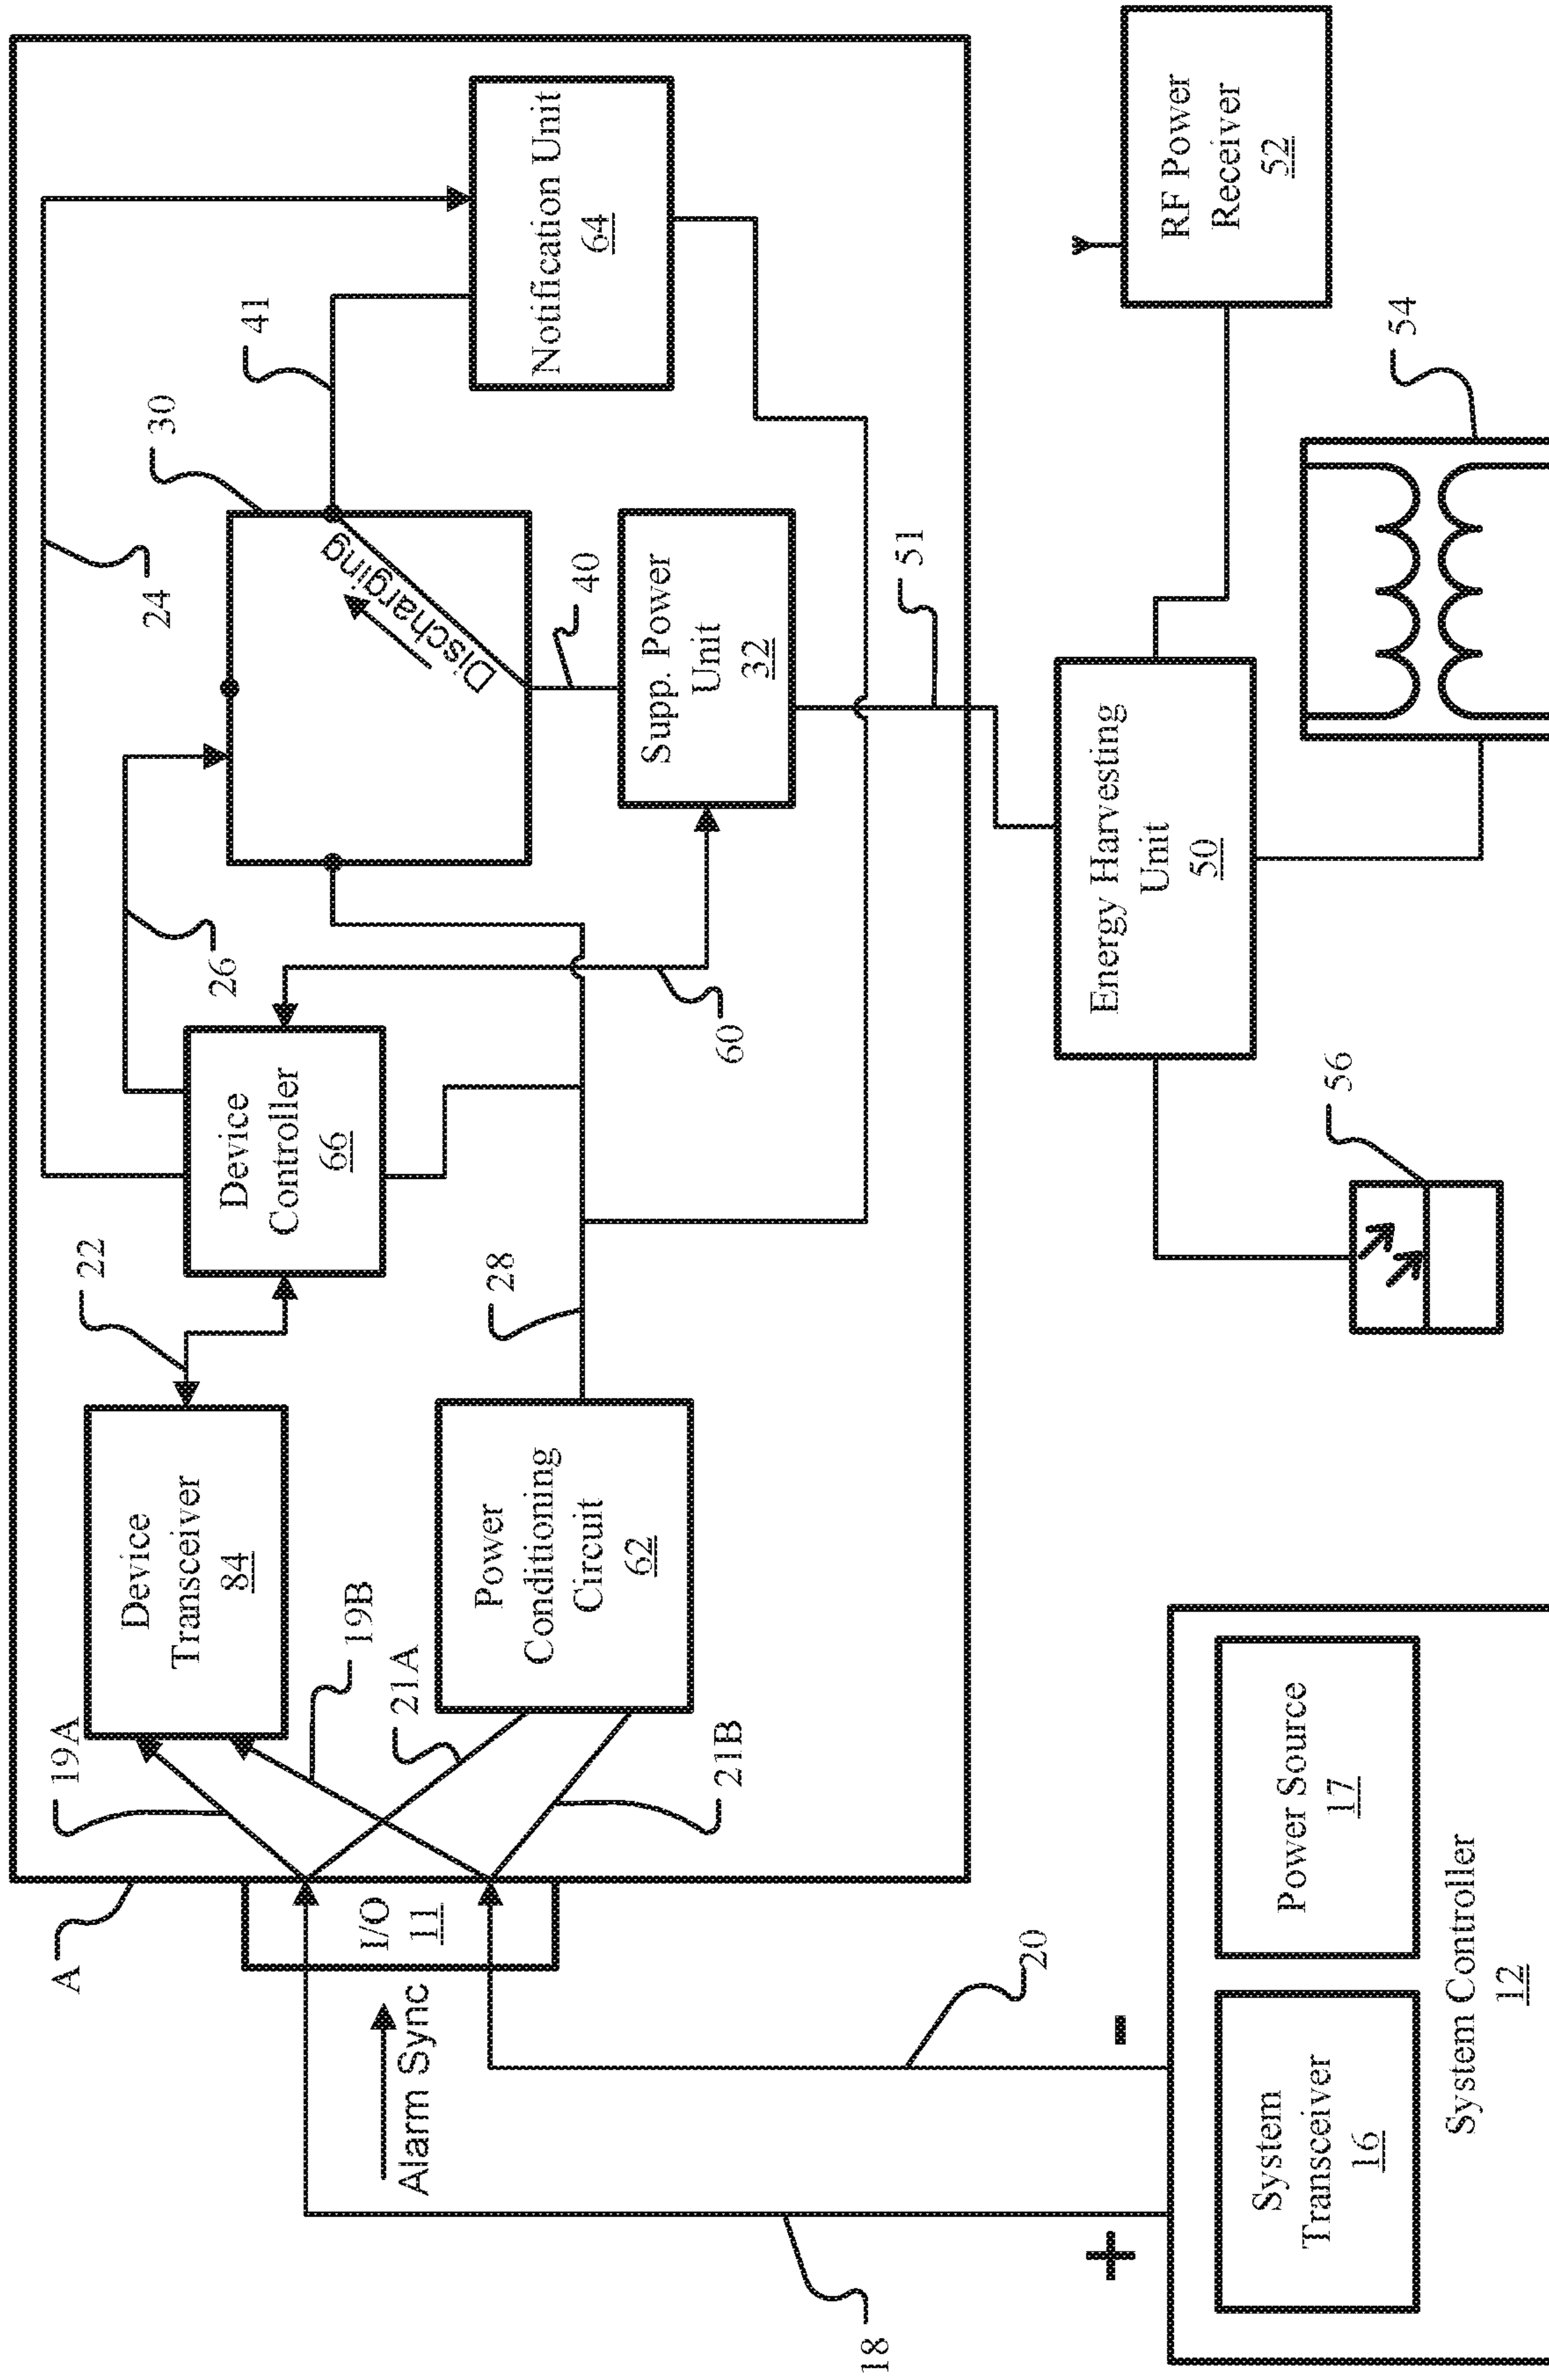 A
I/O
11
Alarm Sync
19A
19B
21A
21B
Device
Transceiver
84
Power
Conditioning
Circuit
62
22
28
Device
Controller
66
26
24
60
30
Discharging
41
40
Supp. Power
Unit
32
51
Notification Unit
64
18
20
+
-
System
Transceiver
16
Power Source
17
System Controller
12
56
Energy Harvesting
Unit
50
54
RF Power
Receiver
52